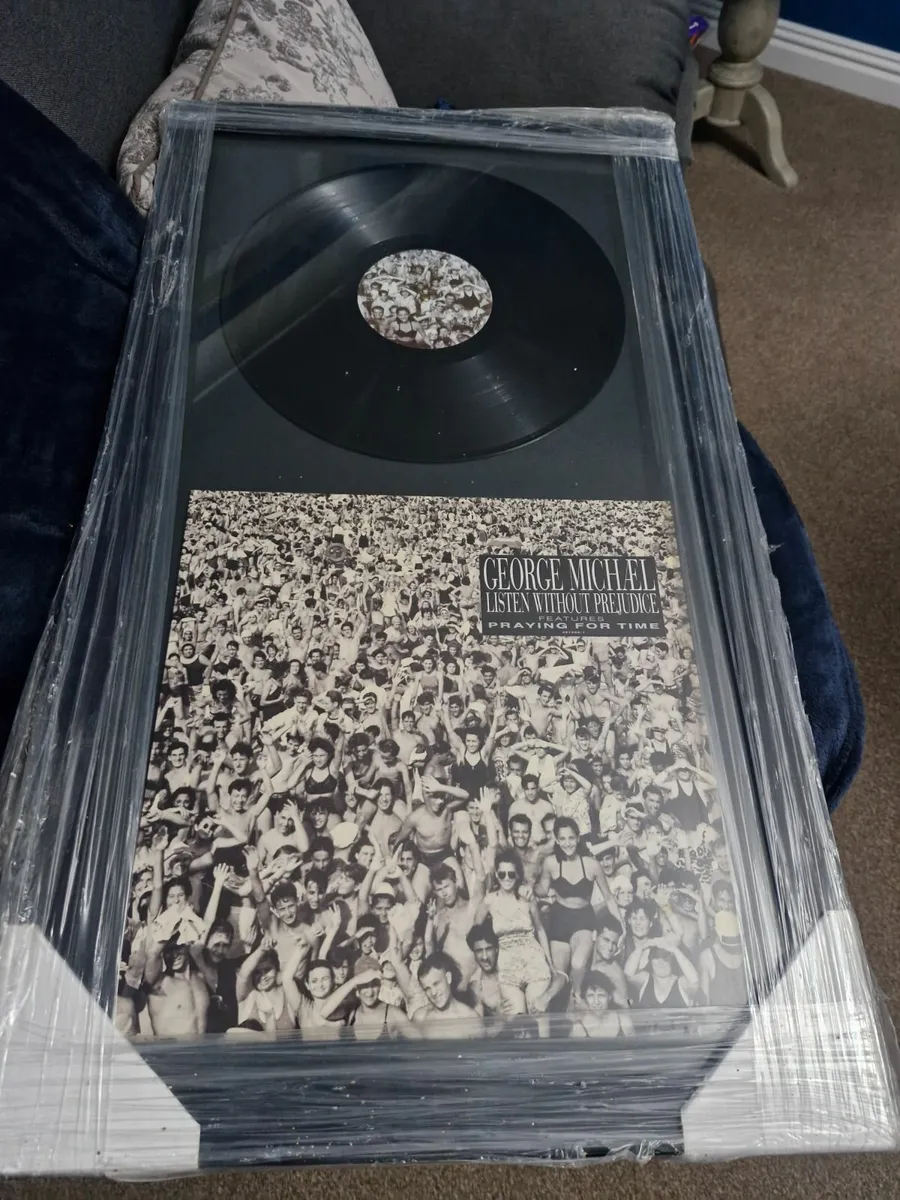 GEORGE MICHÆL
LISTEN WITHOUT PREJUDICE
FEATURES
PRAYING FOR TIME